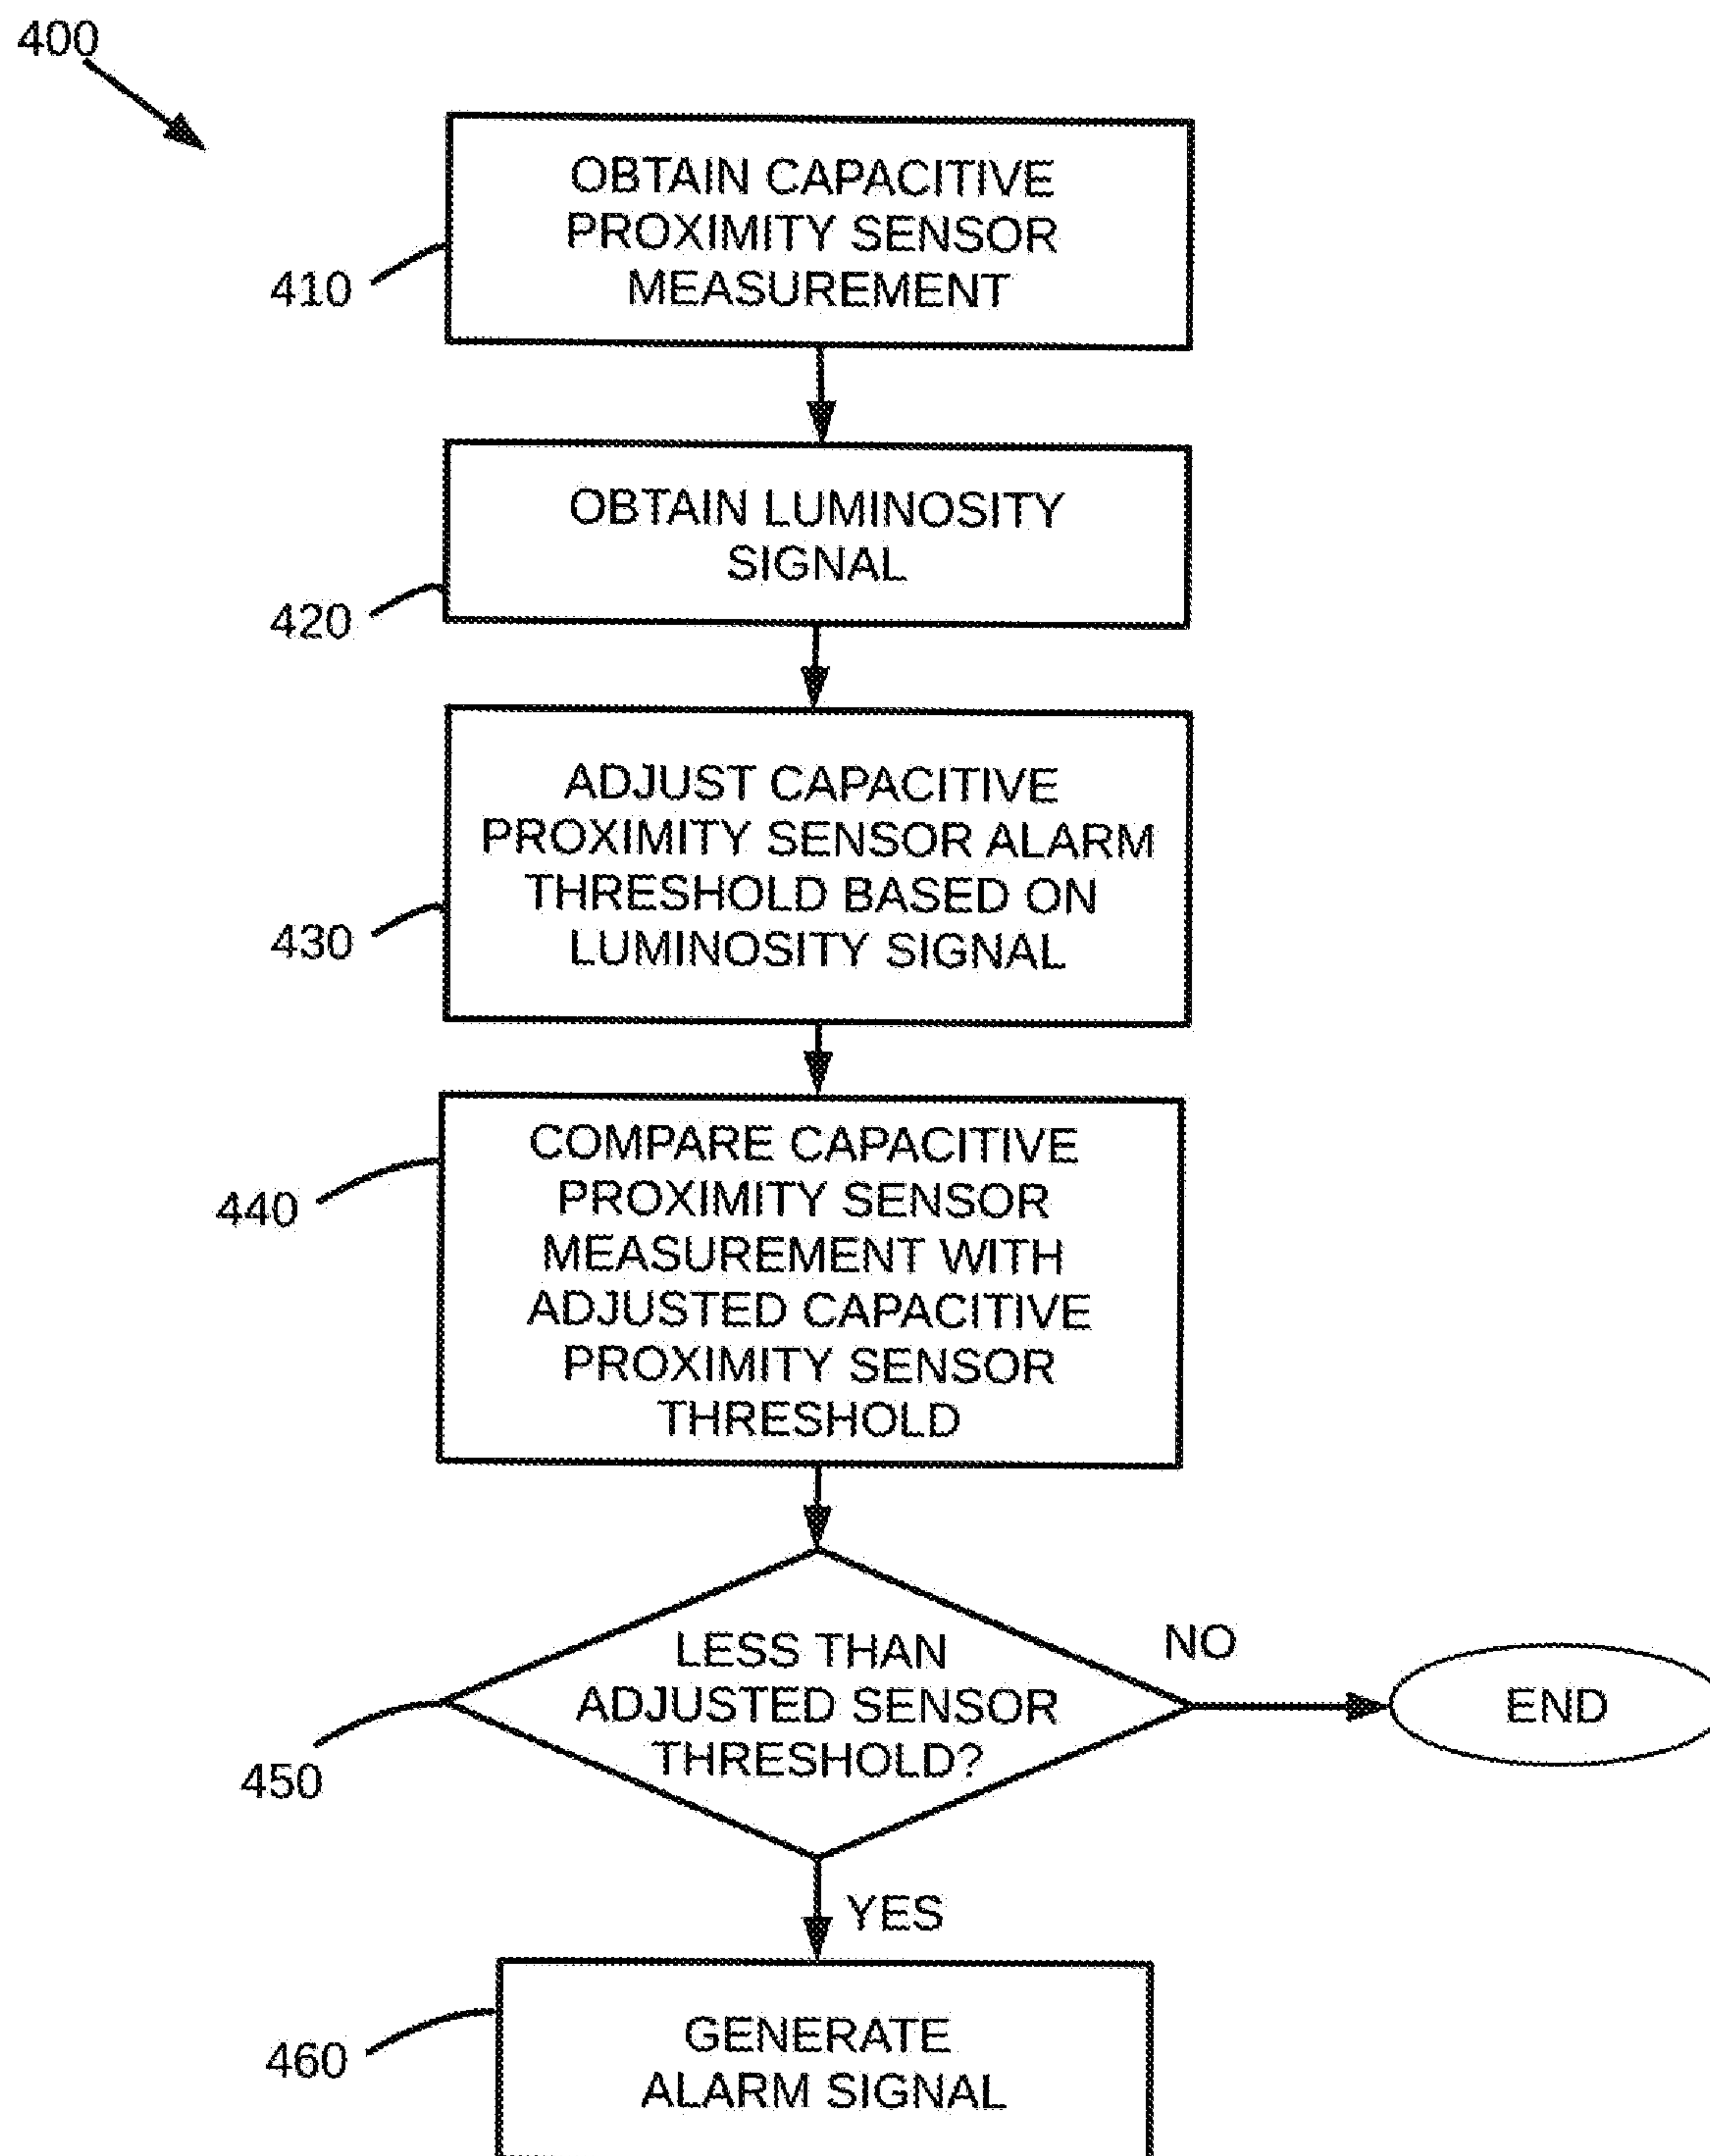 400
OBTAIN CAPACITIVE
PROXIMITY SENSOR
MEASUREMENT
410
OBTAIN LUMINOSITY
SIGNAL
420
ADJUST CAPACITIVE
PROXIMITY SENSOR ALARM
THRESHOLD BASED ON
LUMINOSITY SIGNAL
430
COMPARE CAPACITIVE
PROXIMITY SENSOR
MEASUREMENT WITH
ADJUSTED CAPACITIVE
PROXIMITY SENSOR
THRESHOLD
440
LESS THAN
ADJUSTED SENSOR
THRESHOLD?
450
NO
END
YES
GENERATE
ALARM SIGNAL
460